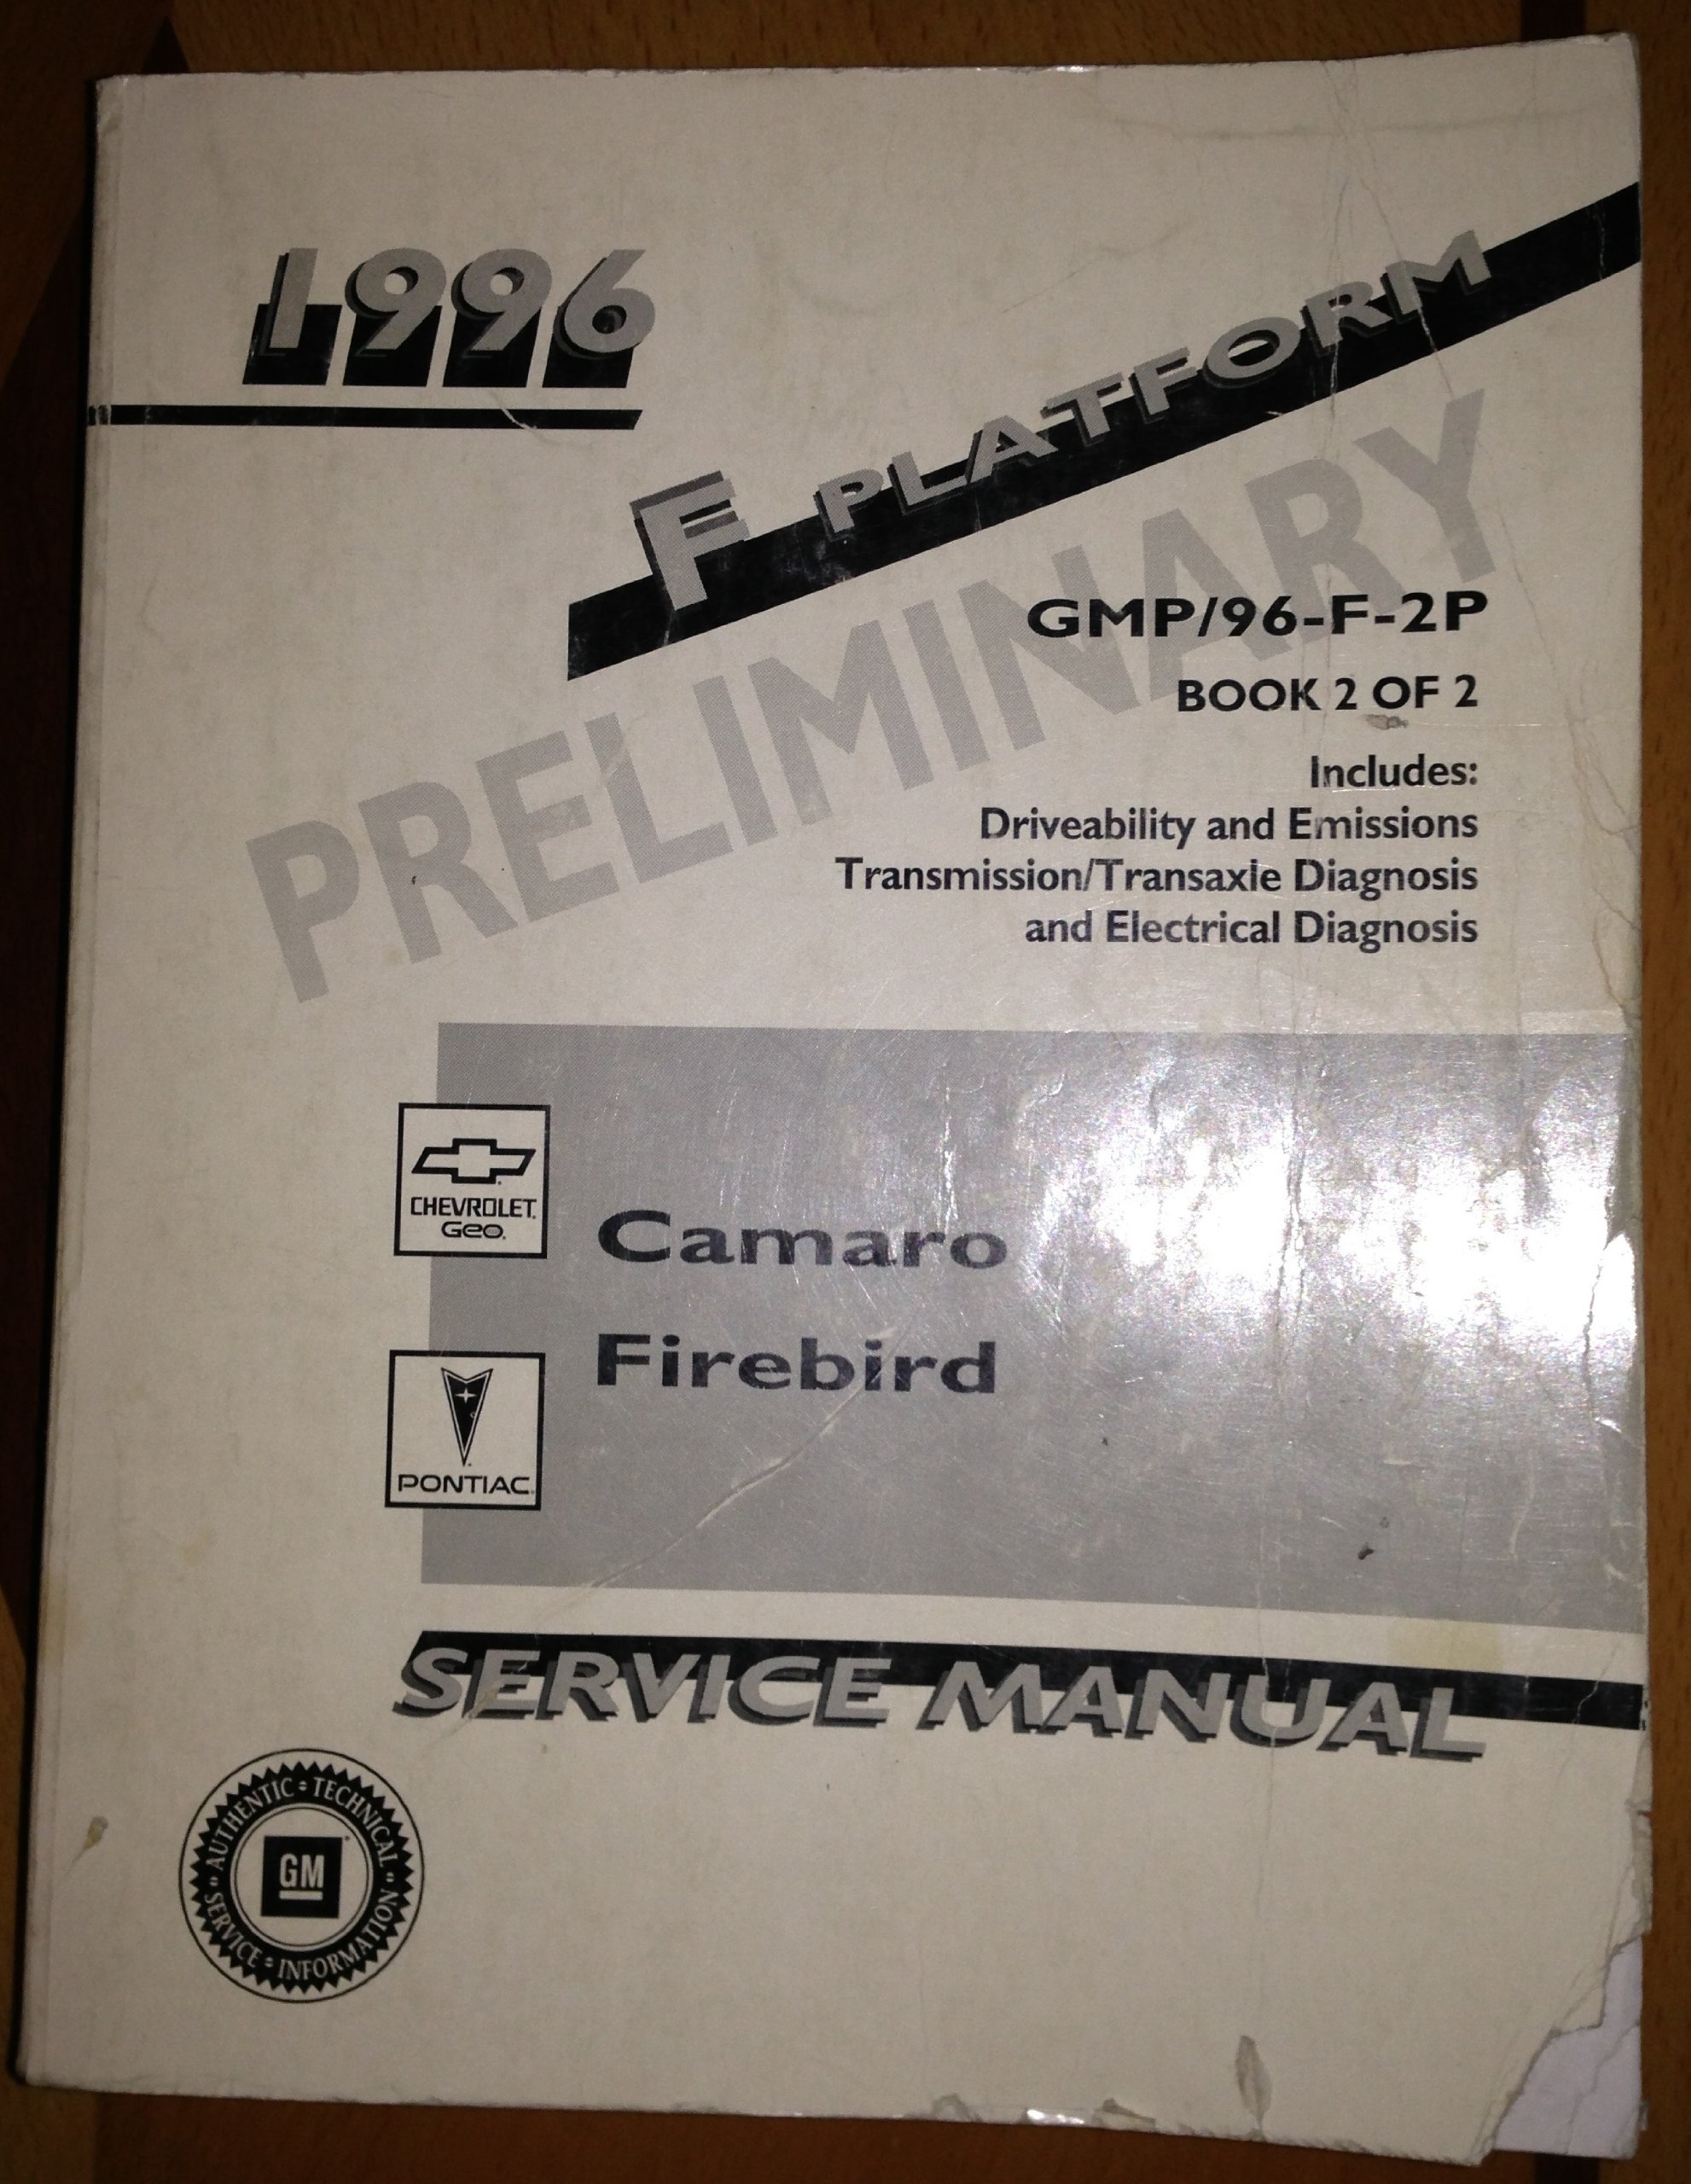 1996
F PLATFORM
PRELIMINARY
GMP/96-F-2P
BOOK 2 OF 2
Includes:
Driveability and Emissions
Transmission/Transaxle Diagnosis
and Electrical Diagnosis
CHEVROLET
Geo
Camaro
Firebird
PONTIAC
SERVICE MANUAL
AUTHENTIC TECHNICAL
SERVICE INFORMATION
GM